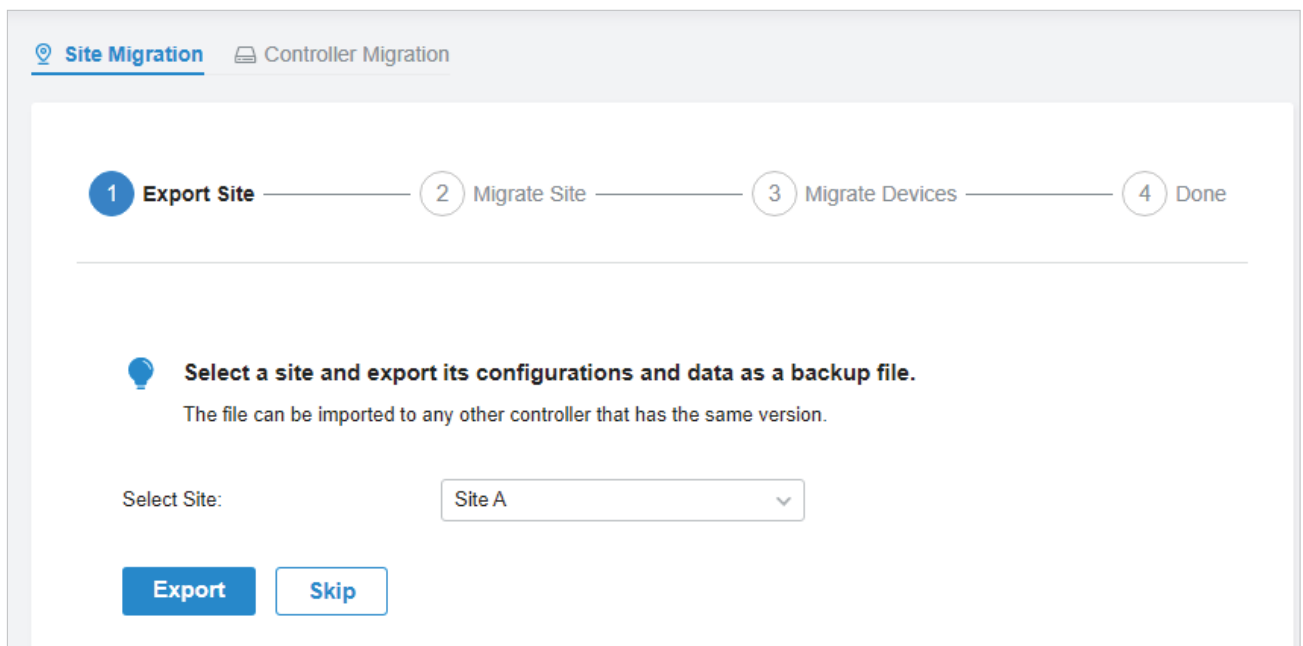 Site Migration Controller Migration
1 Export Site 2 Migrate Site 3 Migrate Devices 4 Done
Select a site and export its configurations and data as a backup file.
The file can be imported to any other controller that has the same version.
Select Site: Site A
Export Skip